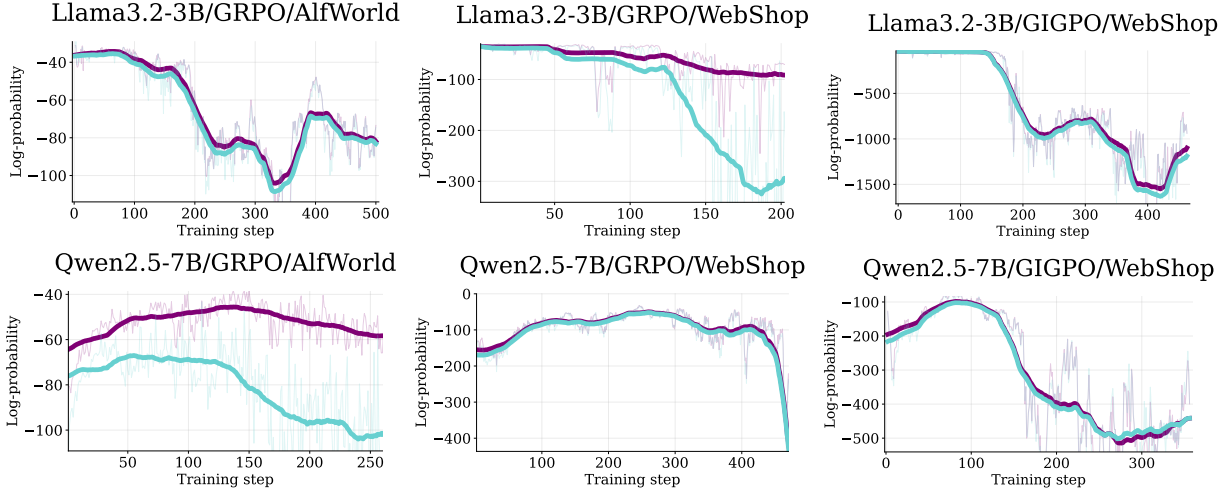 Llama3.2-3B/GRPO/AlfWorld
Log-probability
−40
−60
−80
−100
0 100 200 300 400 500
Training step
Llama3.2-3B/GRPO/WebShop
Log-probability
−100
−200
−300
50 100 150 200
Training step
Llama3.2-3B/GIGPO/WebShop
Log-probability
−500
−1000
−1500
0 100 200 300 400
Training step
Qwen2.5-7B/GRPO/AlfWorld
Log-probability
−40
−60
−80
−100
50 100 150 200 250
Training step
Qwen2.5-7B/GRPO/WebShop
Log-probability
0
−100
−200
−300
−400
100 200 300 400
Training step
Qwen2.5-7B/GIGPO/WebShop
Log-probability
−100
−200
−300
−400
−500
0 100 200 300
Training step